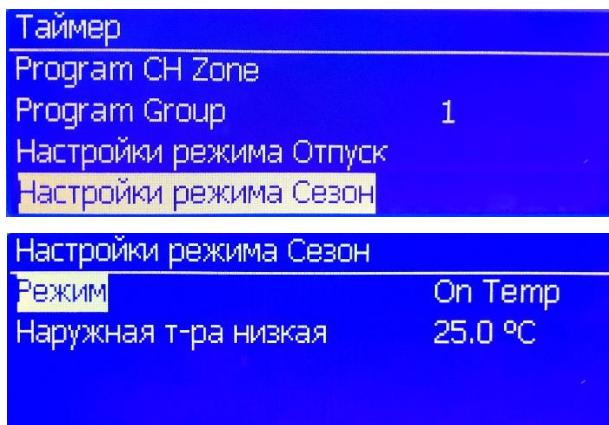 Таймер
Program CH Zone
Program Group 1
Настройки режима Отпуск
Настройки режима Сезон
Настройки режима Сезон
Режим On Temp
Наружная т-ра низкая 25.0 ºC